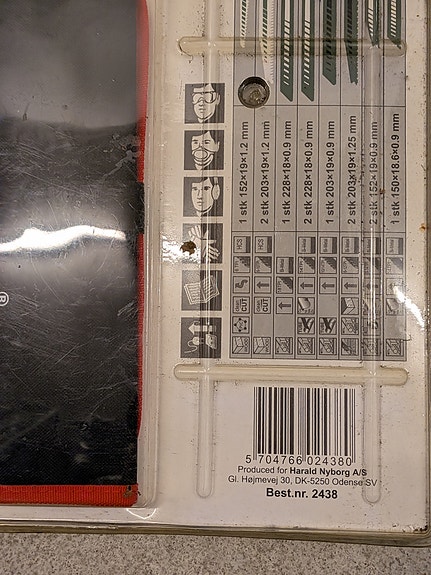 1 stk 152×19×1.2 mm
2 stk 203×19×1.2 mm
1 stk 228×18×0.9 mm
2 stk 228×18×0.9 mm
1 stk 203×19×0.9 mm
2 stk 203×19×1.25 mm
2 stk 152×19×0.9 mm
1 stk 150×18.6×0.9 mm
HCS
HCS
®
5 704766 024380
Produced for Harald Nyborg A/S
Gl. Højmevej 30, DK-5250 Odense SV
Best.nr. 2438